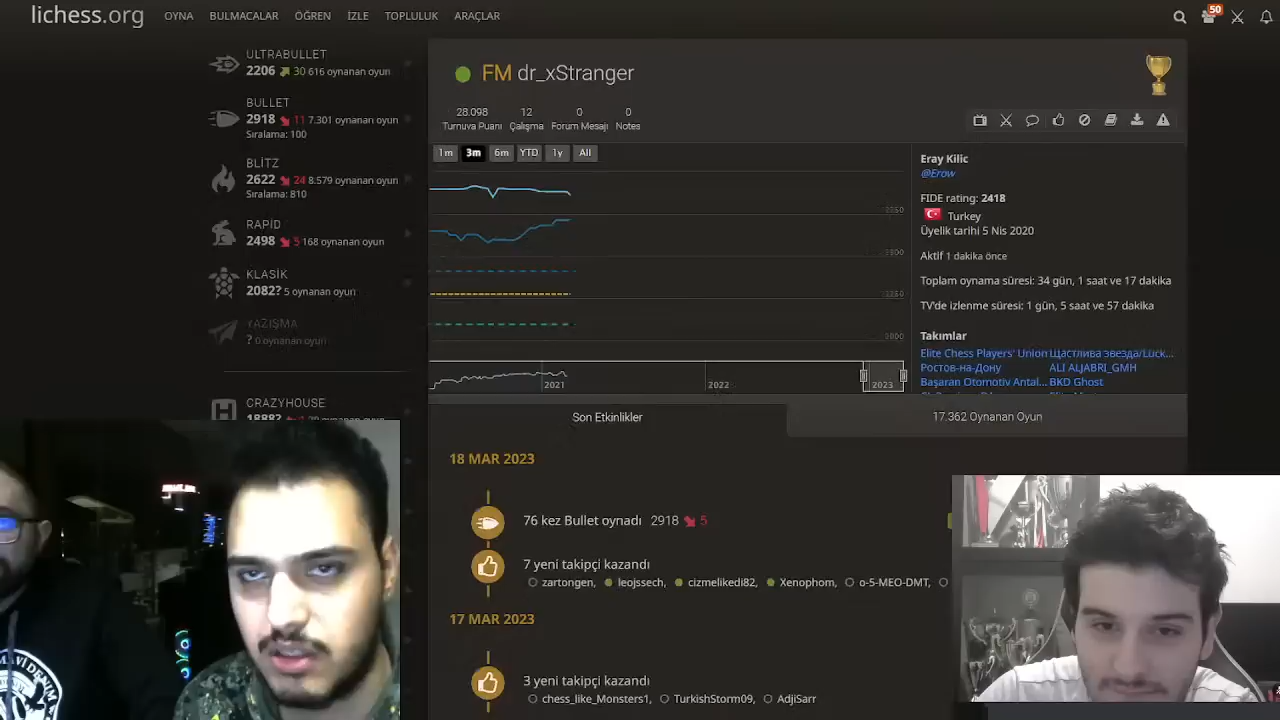 lichess.org OYNA BULMACALAR ÖĞREN İZLE TOPLULUK ARAÇLAR 50
ULTRABULLET
2206 30 616 oynanan oyun
BULLET
2918 11 7.301 oynanan oyun
Sıralama: 100
BLİTZ
2622 24 8.579 oynanan oyun
Sıralama: 810
RAPİD
2498 5 168 oynanan oyun
KLASİK
2082? 5 oynanan oyun
YAZIŞMA
? 0 oynanan oyun
CRAZYHOUSE
FM dr_xStranger
28.098 12 0 0
Turnuva Puanı Çalışma Forum Mesajı Notes
1m 3m 6m YTD 1y All
2021 2022 2023
Eray Kilic
@Erow
FIDE rating: 2418
Turkey
Üyelik tarihi 5 Nis 2020
Aktif 1 dakika önce
Toplam oynama süresi: 34 gün, 1 saat ve 17 dakika
TV'de izlenme süresi: 1 gün, 5 saat ve 57 dakika
Takımlar
Elite Chess Players' Union Щастлива звезда/Luck...
Ростов-на-Дону ALI ALJABRI_GMH
Başaran Otomotiv Antal... BKD Ghost
Son Etkinlikler 17.362 Oynanan Oyun
18 MAR 2023
76 kez Bullet oynadı 2918 5
7 yeni takipçi kazandı
zartongen, leojssech, cizmelikedi82, Xenophom, o-5-MEO-DMT,
17 MAR 2023
3 yeni takipçi kazandı
chess_like_Monsters1, TurkishStorm09, AdjiSarr